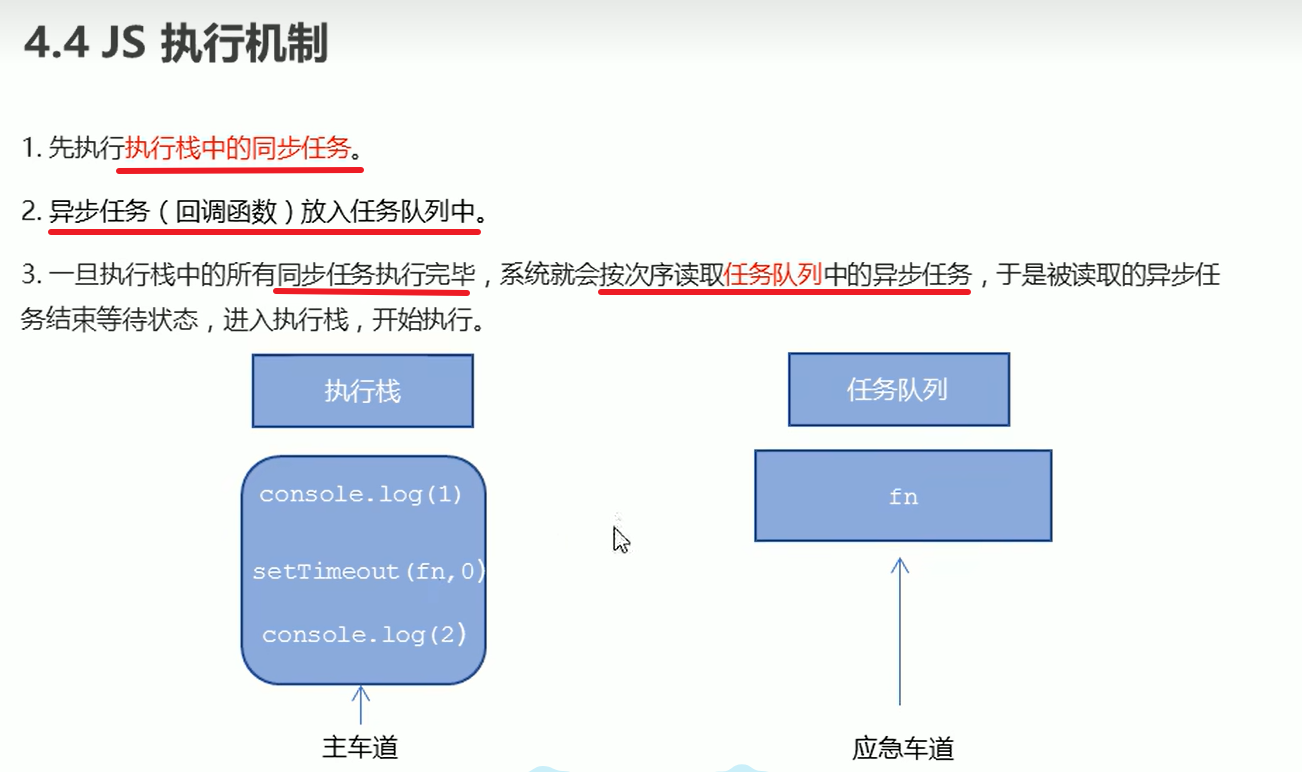 4.4 JS 执行机制
1. 先执行执行栈中的同步任务。
2. 异步任务（回调函数）放入任务队列中。
3. 一旦执行栈中的所有同步任务执行完毕，系统就会按次序读取任务队列中的异步任务，于是被读取的异步任
务结束等待状态，进入执行栈，开始执行。
执行栈
任务队列
console.log(1)
fn
setTimeout(fn,0)
console.log(2)
主车道
应急车道